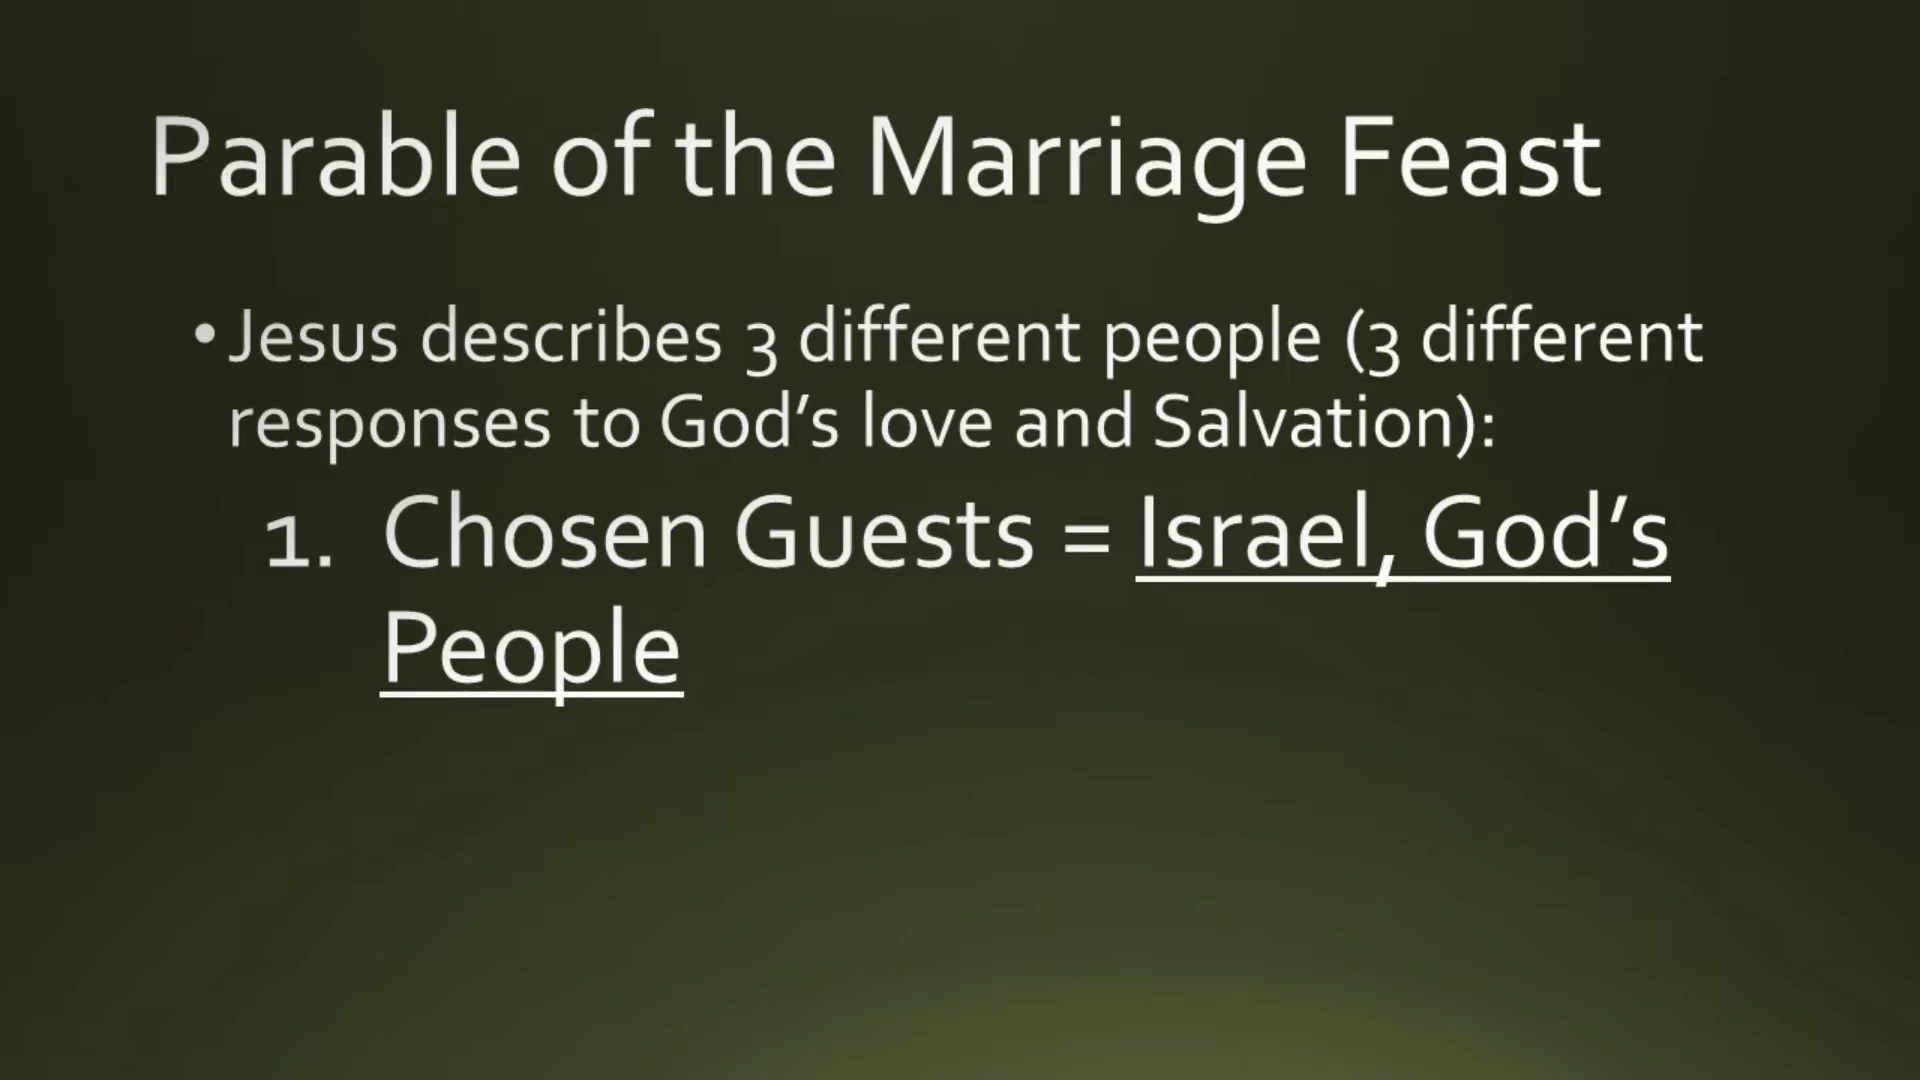 Parable of the Marriage Feast
•Jesus describes 3 different people (3 different
responses to God’s love and Salvation):
1. Chosen Guests = Israel, God’s
People